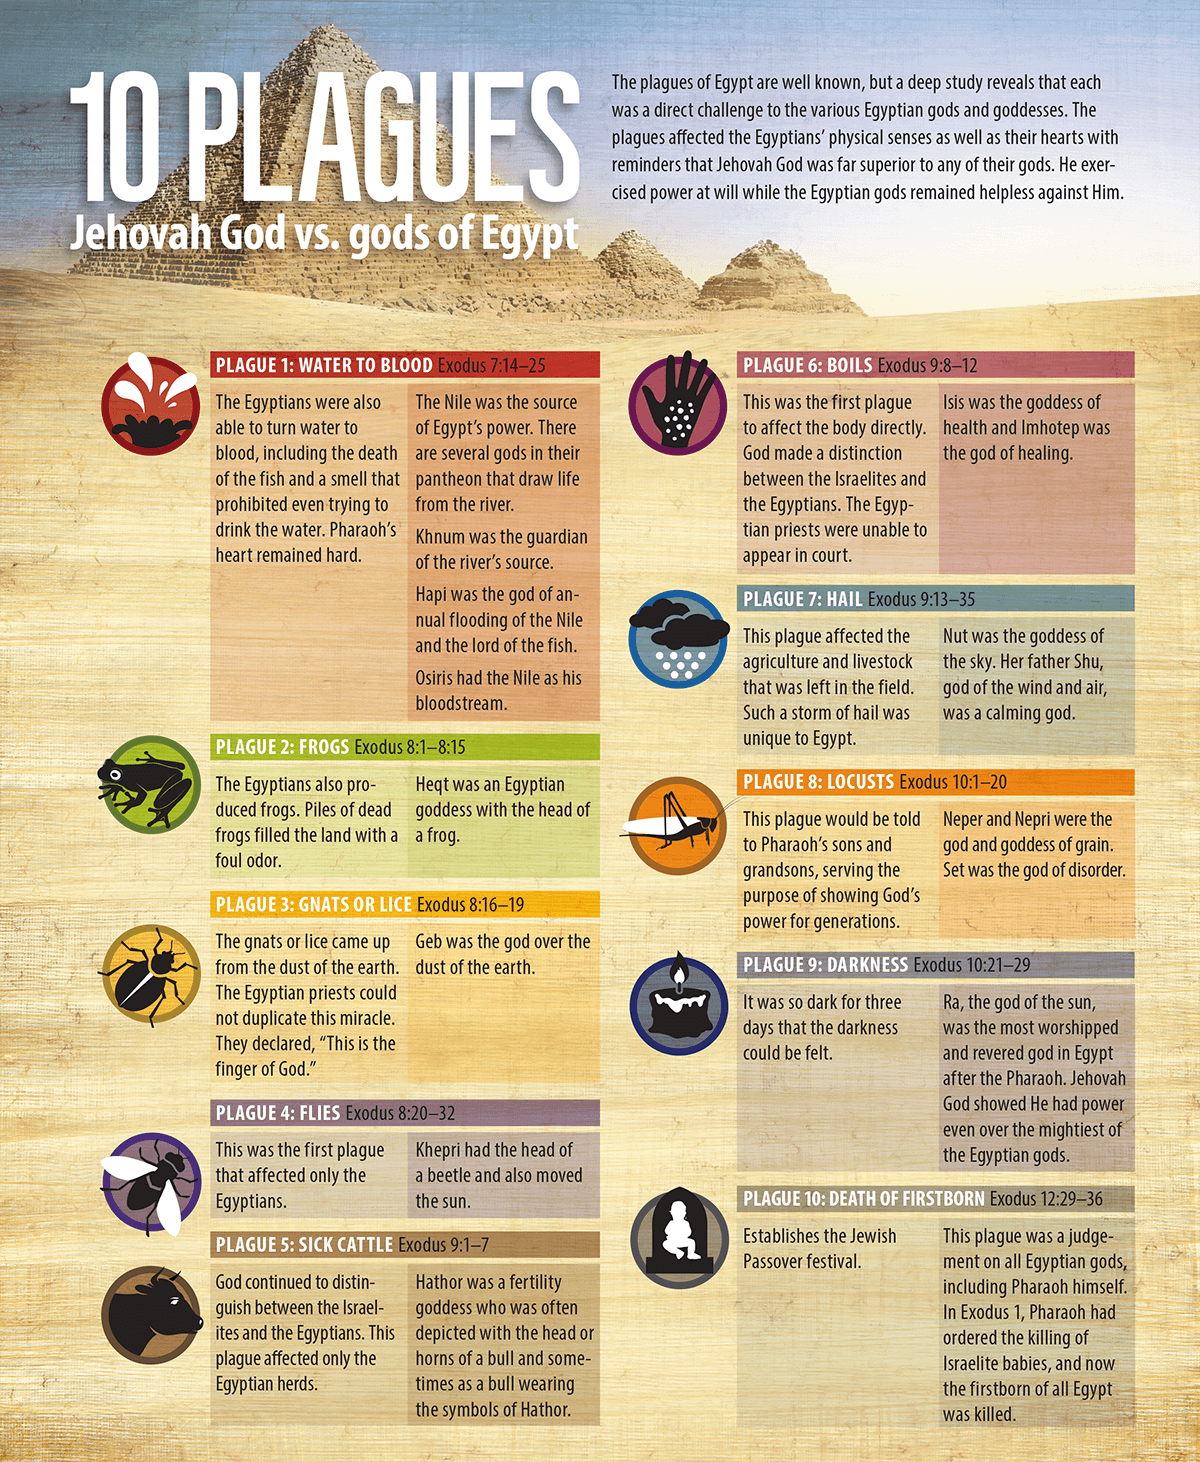 10 PLAGUES
Jehovah God vs. gods of Egypt
The plagues of Egypt are well known, but a deep study reveals that each
was a direct challenge to the various Egyptian gods and goddesses. The
plagues affected the Egyptians’ physical senses as well as their hearts with
reminders that Jehovah God was far superior to any of their gods. He exer-
cised power at will while the Egyptian gods remained helpless against Him.
PLAGUE 1: WATER TO BLOOD Exodus 7:14–25
The Egyptians were also
able to turn water to
blood, including the death
of the fish and a smell that
prohibited even trying to
drink the water. Pharaoh’s
heart remained hard.
The Nile was the source
of Egypt’s power. There
are several gods in their
pantheon that draw life
from the river.
Khnum was the guardian
of the river’s source.
Hapi was the god of an-
nual flooding of the Nile
and the lord of the fish.
Osiris had the Nile as his
bloodstream.
PLAGUE 2: FROGS Exodus 8:1–8:15
The Egyptians also pro-
duced frogs. Piles of dead
frogs filled the land with a
foul odor.
Heqt was an Egyptian
goddess with the head of
a frog.
PLAGUE 3: GNATS OR LICE Exodus 8:16–19
The gnats or lice came up
from the dust of the earth.
The Egyptian priests could
not duplicate this miracle.
They declared, “This is the
finger of God.”
Geb was the god over the
dust of the earth.
PLAGUE 4: FLIES Exodus 8:20–32
This was the first plague
that affected only the
Egyptians.
Khepri had the head of
a beetle and also moved
the sun.
PLAGUE 5: SICK CATTLE Exodus 9:1–7
God continued to distin-
guish between the Israel-
ites and the Egyptians. This
plague affected only the
Egyptian herds.
Hathor was a fertility
goddess who was often
depicted with the head or
horns of a bull and some-
times as a bull wearing
the symbols of Hathor.
PLAGUE 6: BOILS Exodus 9:8–12
This was the first plague
to affect the body directly.
God made a distinction
between the Israelites and
the Egyptians. The Egyp-
tian priests were unable to
appear in court.
Isis was the goddess of
health and Imhotep was
the god of healing.
PLAGUE 7: HAIL Exodus 9:13–35
This plague affected the
agriculture and livestock
that was left in the field.
Such a storm of hail was
unique to Egypt.
Nut was the goddess of
the sky. Her father Shu,
god of the wind and air,
was a calming god.
PLAGUE 8: LOCUSTS Exodus 10:1–20
This plague would be told
to Pharaoh’s sons and
grandsons, serving the
purpose of showing God’s
power for generations.
Neper and Nepri were the
god and goddess of grain.
Set was the god of disorder.
PLAGUE 9: DARKNESS Exodus 10:21–29
It was so dark for three
days that the darkness
could be felt.
Ra, the god of the sun,
was the most worshipped
and revered god in Egypt
after the Pharaoh. Jehovah
God showed He had power
even over the mightiest of
the Egyptian gods.
PLAGUE 10: DEATH OF FIRSTBORN Exodus 12:29–36
Establishes the Jewish
Passover festival.
This plague was a judge-
ment on all Egyptian gods,
including Pharaoh himself.
In Exodus 1, Pharaoh had
ordered the killing of
Israelite babies, and now
the firstborn of all Egypt
was killed.